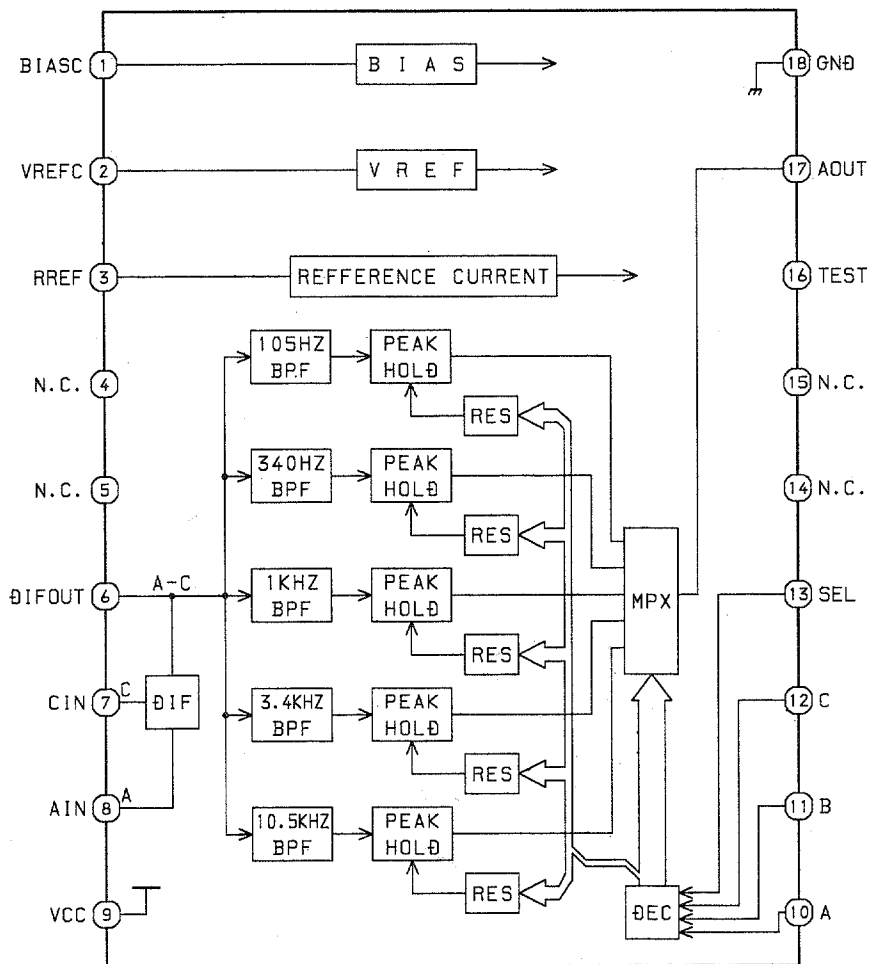 BIASC 1 BIAS 18 GND
VREFC 2 VREF 17 AOUT
RREF 3 REFFERENCE CURRENT 16 TEST
105HZ
BPF
PEAK
HOLD
N.C. 4
RES
15 N.C.
340HZ
BPF
PEAK
HOLD
N.C. 5
RES
14 N.C.
DIFOUT 6
A-C
1KHZ
BPF
PEAK
HOLD
MPX
13 SEL
RES
CIN 7 C DIF
3.4KHZ
BPF
PEAK
HOLD
12 C
RES
AIN 8 A
10.5KHZ
BPF
PEAK
HOLD
11 B
RES
VCC 9
DEC
10 A